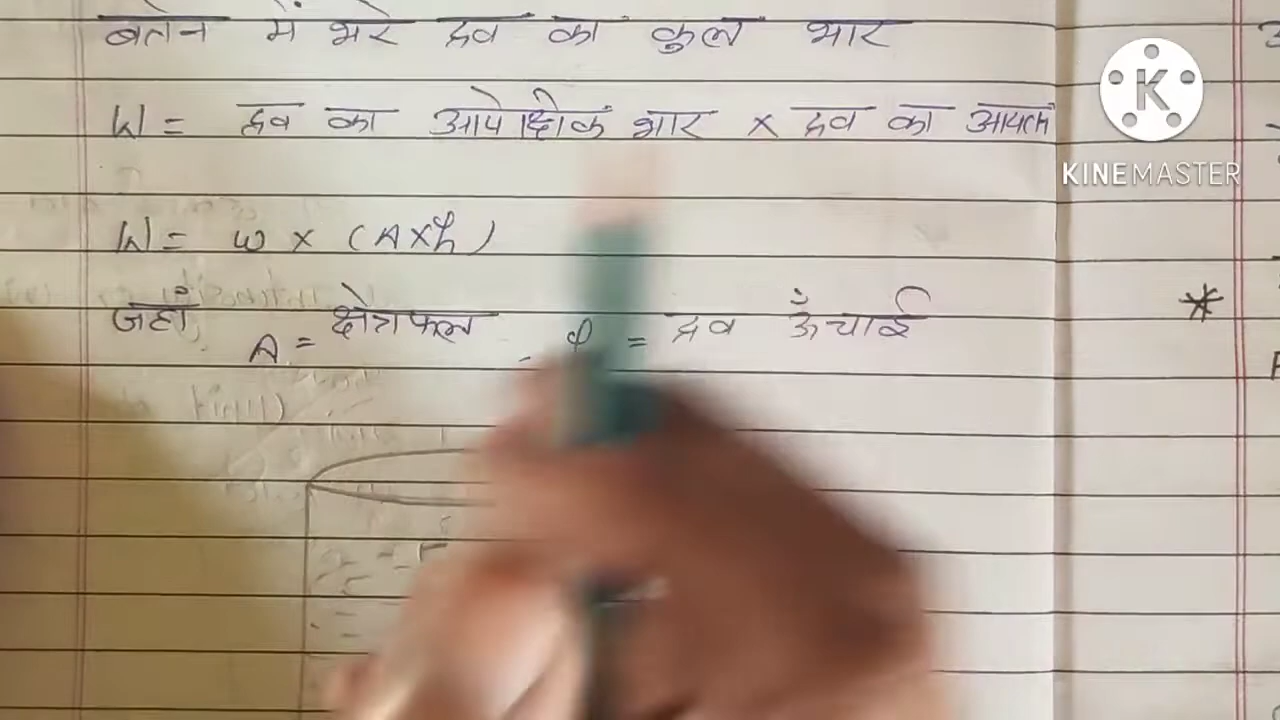 बर्तन में भरे द्रव का कुल भार
W = द्रव का आपेक्षिक भार × द्रव का आयतन
W = w × (A×h)
जहाँ A = क्षेत्रफल, h = द्रव ऊँचाई
K
KINEMASTER